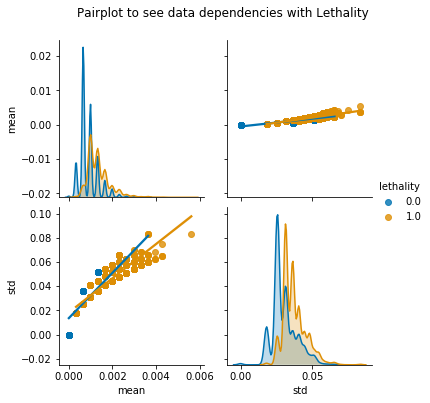 Pairplot to see data dependencies with Lethality
0.02
0.01
0.00
−0.01
−0.02
mean
lethality
0.0
1.0
0.10
0.08
0.06
0.04
0.02
0.00
−0.02
std
0.000 0.002 0.004 0.006
mean
0.00 0.05
std